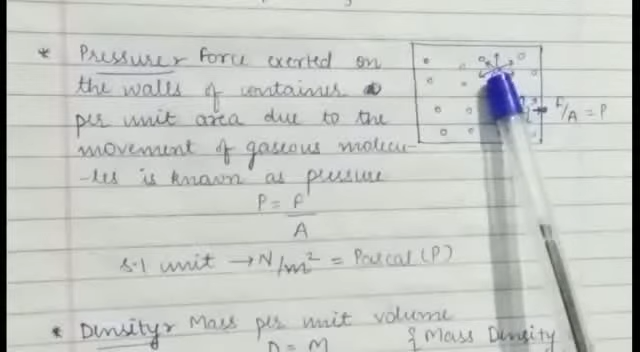 * Pressure → Force exerted on
the walls of container
per unit area due to the
movement of gaseous molecu-
-les is known as pressure
F/A = P
P = F
A
S.I unit → N/m² = Pascal (P)
* Density → Mass per unit volume
D = M
{ Mass Density